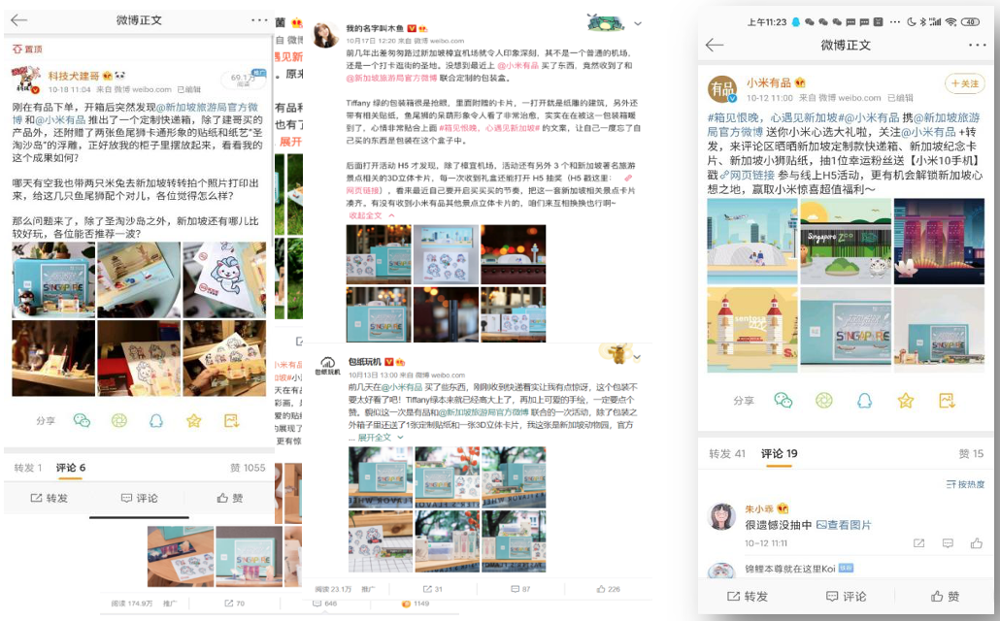 微博正文
置顶
科技犬建哥
10-18 11:04 来自 微博 weibo.com 已编辑
69.1万
阅读
推广
刚在有品下单，开箱后突然发现@新加坡旅游局官方微
博 和@小米有品 推出了一个定制快递箱，除了建哥买的
产品外，还附赠了两张鱼尾狮卡通形象的贴纸和纸艺“圣
淘沙岛”的浮雕，正好放我的柜子里摆放起来，看看我的
这个成果如何？
哪天有空我也带两只米兔去新加坡转转拍个照片打印出
来，给这几只鱼尾狮配个对儿，各位觉得怎么样？
那么问题来了，除了圣淘沙岛之外，新加坡还有哪儿比
较好玩，各位能否推荐一波？
SINGAPORE
分享
转发 1 评论 6 赞 1055
转发 评论 赞
阅读 174.9万 推广 70 646 1149
菌
自 微博
遇见新
。原来
有品和
也有了
展开
小米有品
加坡#小
天在有品
彩画，
爱的贴纸
展现了
更有惊
我的名字叫木鱼
10月17日 12:20 来自 微博 weibo.com
前几年出差匆匆路过新加坡樟宜机场就令人印象深刻，其不是一个普通的机场，
还是一个打卡逛街的圣地。没想到最近上 @小米有品 买了东西，竟然收到了和
@新加坡旅游局官方微博 联合定制的包装盒。
Tiffany 绿的包装箱很是抢眼，里面附赠的卡片，一打开就是纸雕的建筑，另外还
带有相关贴纸，鱼尾狮的呆萌形象令人看了是非常治愈，实实在在被这一包装箱暖
到了，心情非常贴合上面 #箱见恨晚，心遇见新加坡# 的文案，让自己一度忘了自
己买的东西是包装在这个盒子中。
后面打开活动 H5 才发现，除了樟宜机场，活动还有另外 3 个和新加坡著名旅游
景点相关的3D立体卡片，每一次收到礼盒还能打开 H5 抽奖（H5 戳这里：
网页链接），看来最近自己要开启买买买的节奏，把这一套新加坡相关景点卡片
凑齐。有没有收到小米有品其他景点立体卡片的，咱们来互相换换也行啊~
收起全文
包纸玩机
包纸玩机
10月13日 13:00 来自 微博 weibo.com
前几天在@小米有品 买了些东西，刚刚收到快递着实让我有点惊讶，这个包装不
要太好看了吧！Tiffany绿本来就已经高大上了，再加上可爱的手绘，一定要点个
赞。貌似这一次是有品和@新加坡旅游局官方微博 联合的一次活动，除了包装之
外箱子里还送了1张定制贴纸和一张3D立体卡片，我这张是新加坡动物园，官方
... 展开全文
阅读 23.1万 推广 31 87 226
上午11:23
40
微博正文
有品
小米有品
10-12 11:00 来自 微博 weibo.com 已编辑
+关注
#箱见恨晚，心遇见新加坡#@小米有品 携@新加坡旅游
局官方微博 送你小米心选大礼啦，关注@小米有品 +转
发，来评论区晒晒新加坡定制款快递箱、新加坡纪念卡
片、新加坡小狮贴纸，抽1位幸运粉丝送【小米10手机】
戳 网页链接 参与线上H5活动，更有机会解锁新加坡心
想之地，赢取小米惊喜超值福利～
Singapore Zoo
sentosa
SINGAPORE
分享
转发 41 评论 19 赞 15
按热度
朱小乖
很遗憾没抽中 查看图片
10-12 11:11
锦鲤本尊就在这里Koi
转发 评论 赞